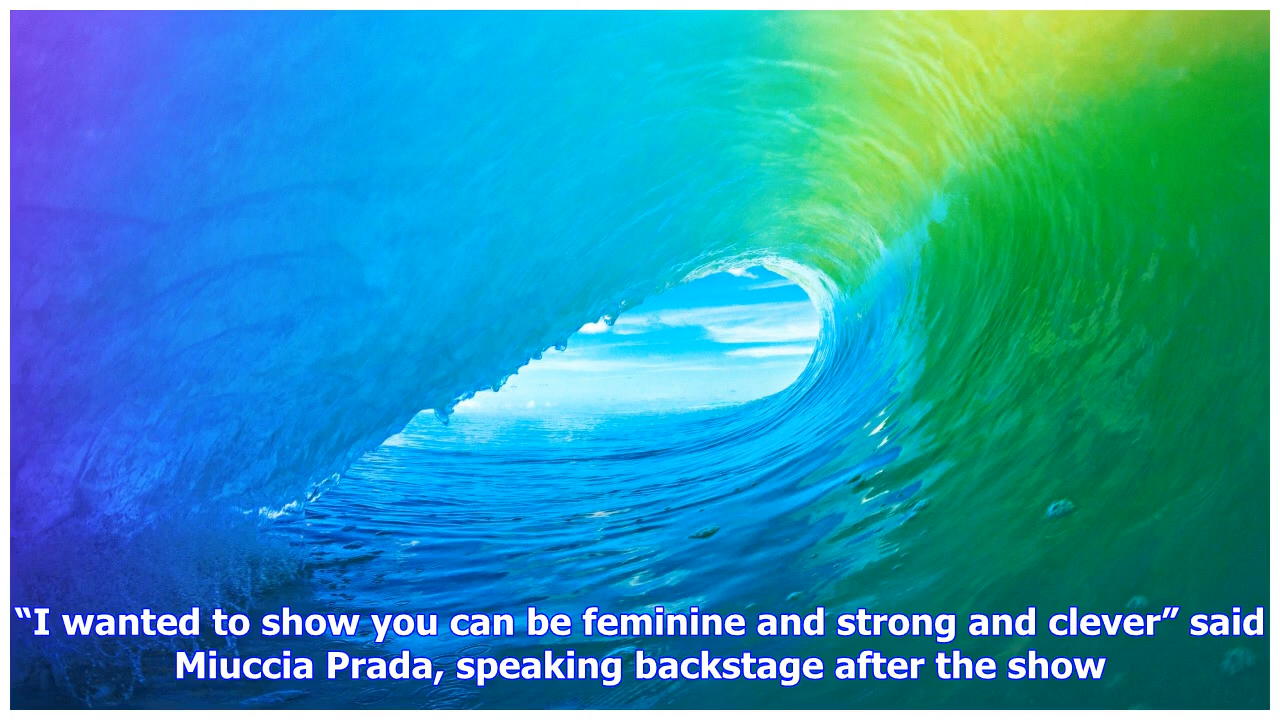 “I wanted to show you can be feminine and strong and clever” said
Miuccia Prada, speaking backstage after the show